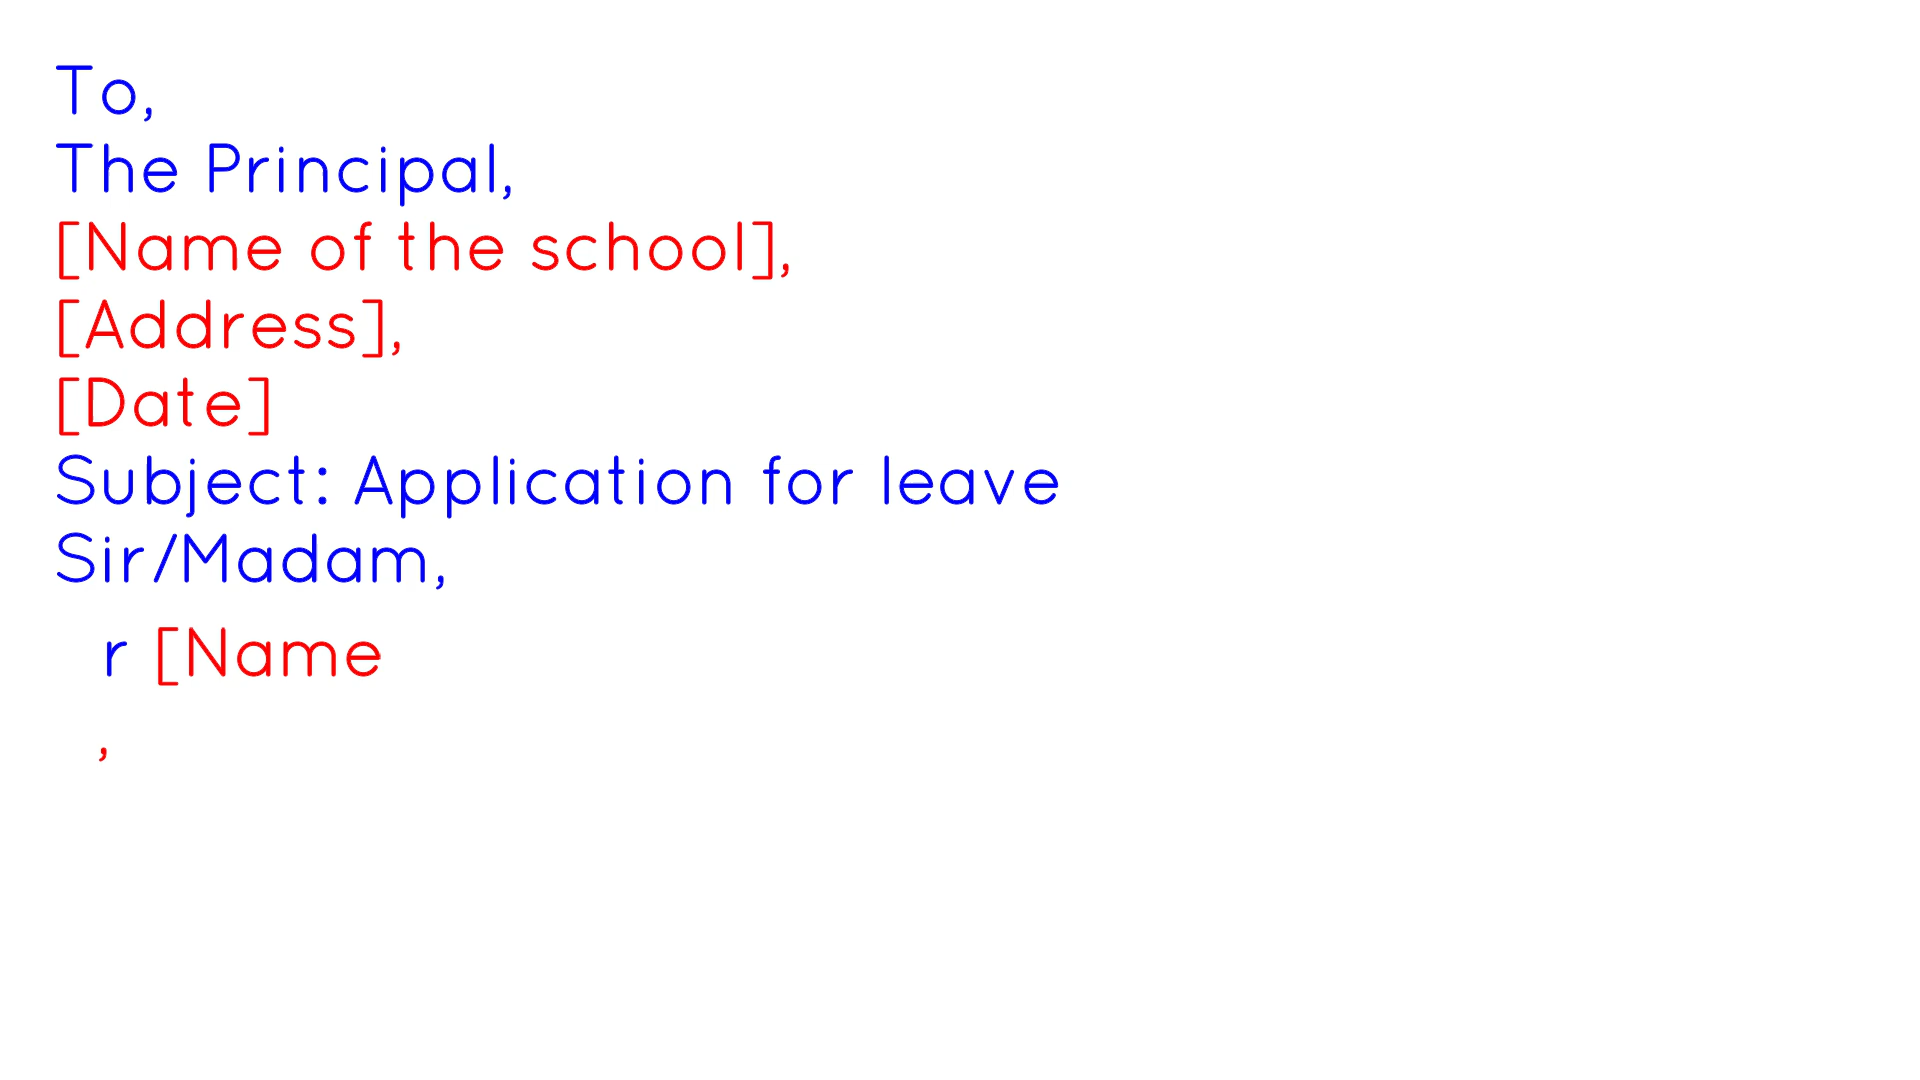 To,
The Principal,
[Name of the school],
[Address],
[Date]
Subject: Application for leave
Sir/Madam,
r [Name
,